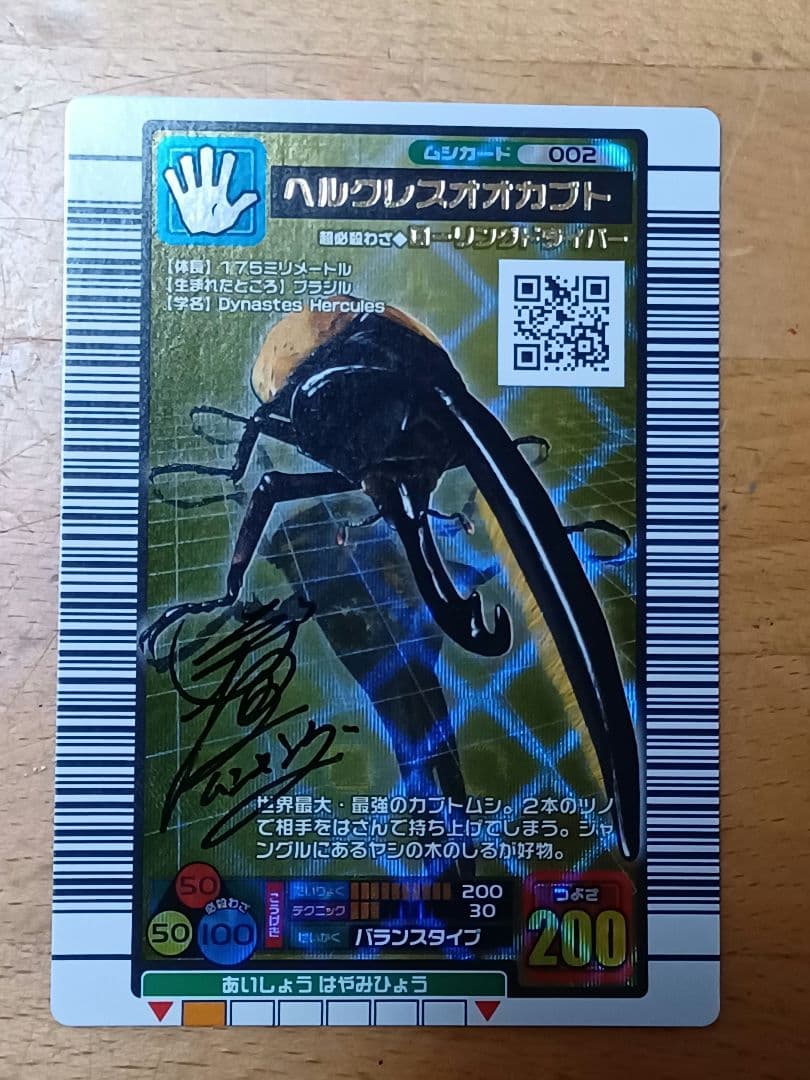 ムシカード 002
ヘルクレスオオカブト
超必殺わざ◆ローリングドライバー
【体長】175ミリメートル
【生まれたところ】ブラジル
【学名】Dynastes Hercules
世界最大・最強のカブトムシ。2本のツノ
で相手をはさんで持ち上げてしまう。ジャ
ングルにあるヤシの木のしるが好物。
50
必殺わざ
50 100
こうげき
たいりょく 200
テクニック 30
せいかく バランスタイプ
つよさ
200
あいしょう はやみひょう